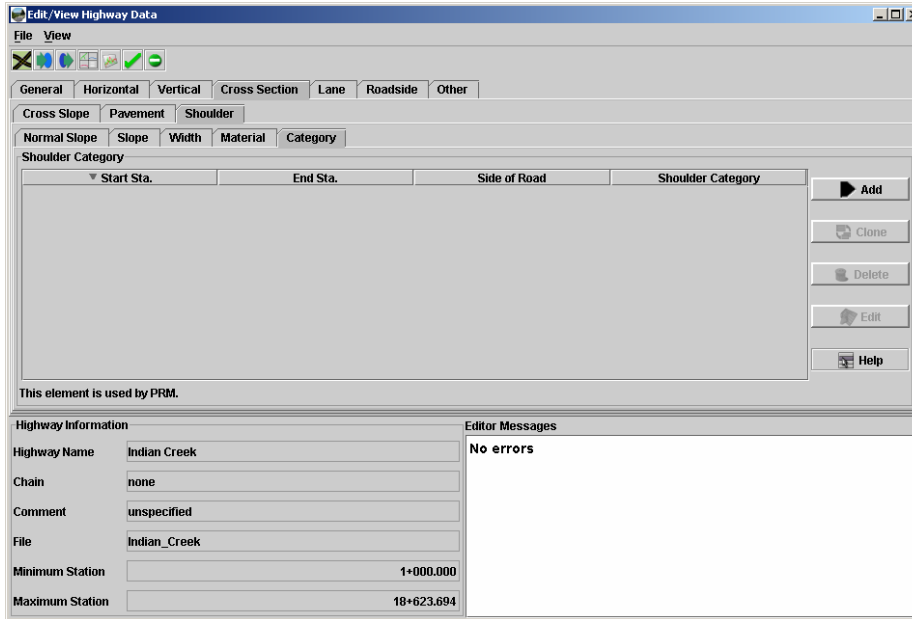 Edit/View Highway Data
File View
General Horizontal Vertical Cross Section Lane Roadside Other
Cross Slope Pavement Shoulder
Normal Slope Slope Width Material Category
Shoulder Category
Start Sta. End Sta. Side of Road Shoulder Category
Add
Clone
Delete
Edit
Help
This element is used by PRM.
Highway Information
Highway Name Indian Creek
Chain none
Comment unspecified
File Indian_Creek
Minimum Station 1+000.000
Maximum Station 18+623.694
Editor Messages
No errors